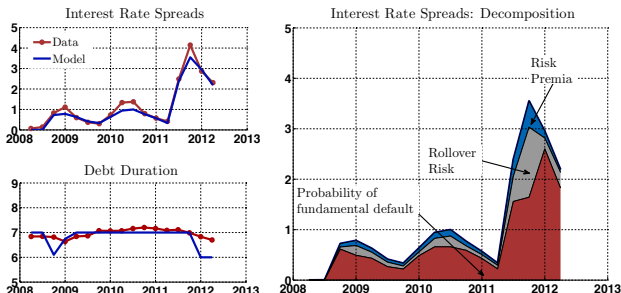 Interest Rate Spreads
5
4
3
2
1
0
Data
Model
2008 2009 2010 2011 2012 2013
Debt Duration
9
8
7
6
5
2008 2009 2010 2011 2012 2013
Interest Rate Spreads: Decomposition
5
4
3
2
1
0
Risk
Premia
Rollover
Risk
Probability of
fundamental default
2008 2009 2010 2011 2012 2013